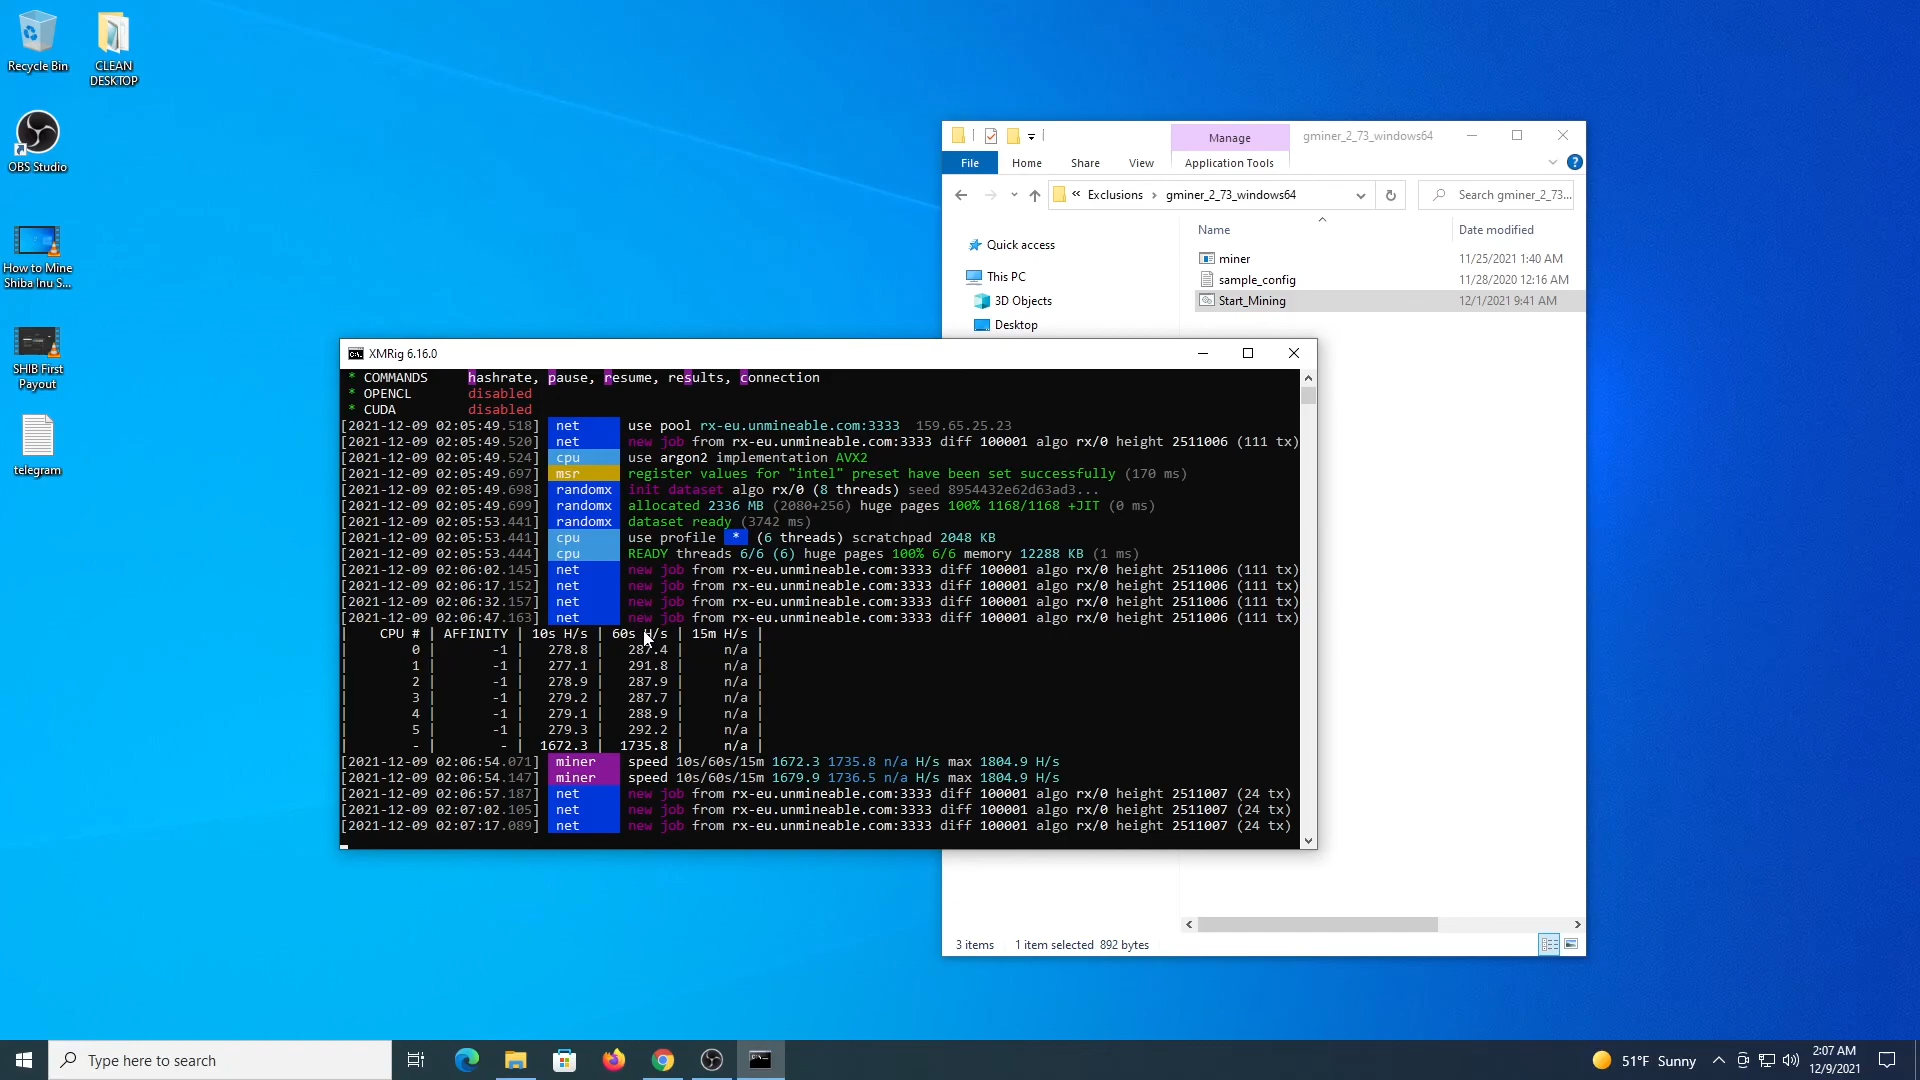 Recycle Bin
CLEAN
DESKTOP
OBS Studio
How to Mine
Shiba Inu S...
SHIB First
Payout
telegram
Manage
gminer_2_73_windows64
File
Home
Share
View
Application Tools
« Exclusions › gminer_2_73_windows64
Search gminer_2_73...
Name
Date modified
Quick access
This PC
3D Objects
Desktop
miner 11/25/2021 1:40 AM
sample_config 11/28/2020 12:16 AM
Start_Mining 12/1/2021 9:41 AM
XMRig 6.16.0
* COMMANDS hashrate, pause, resume, results, connection
* OPENCL disabled
* CUDA disabled
[2021-12-09 02:05:49.518] net use pool rx-eu.unmineable.com:3333 159.65.25.23
[2021-12-09 02:05:49.520] net new job from rx-eu.unmineable.com:3333 diff 100001 algo rx/0 height 2511006 (111 tx)
[2021-12-09 02:05:49.524] cpu use argon2 implementation AVX2
[2021-12-09 02:05:49.697] msr register values for "intel" preset have been set successfully (170 ms)
[2021-12-09 02:05:49.698] randomx init dataset algo rx/0 (8 threads) seed 8954432e62d63ad3...
[2021-12-09 02:05:49.699] randomx allocated 2336 MB (2080+256) huge pages 100% 1168/1168 +JIT (0 ms)
[2021-12-09 02:05:53.441] randomx dataset ready (3742 ms)
[2021-12-09 02:05:53.441] cpu use profile * (6 threads) scratchpad 2048 KB
[2021-12-09 02:05:53.444] cpu READY threads 6/6 (6) huge pages 100% 6/6 memory 12288 KB (1 ms)
[2021-12-09 02:06:02.145] net new job from rx-eu.unmineable.com:3333 diff 100001 algo rx/0 height 2511006 (111 tx)
[2021-12-09 02:06:17.152] net new job from rx-eu.unmineable.com:3333 diff 100001 algo rx/0 height 2511006 (111 tx)
[2021-12-09 02:06:32.157] net new job from rx-eu.unmineable.com:3333 diff 100001 algo rx/0 height 2511006 (111 tx)
[2021-12-09 02:06:47.163] net new job from rx-eu.unmineable.com:3333 diff 100001 algo rx/0 height 2511006 (111 tx)
| CPU # | AFFINITY | 10s H/s | 60s H/s | 15m H/s |
| 0 | -1 | 278.8 | 287.4 | n/a |
| 1 | -1 | 277.1 | 291.8 | n/a |
| 2 | -1 | 278.9 | 287.9 | n/a |
| 3 | -1 | 279.2 | 287.7 | n/a |
| 4 | -1 | 279.1 | 288.9 | n/a |
| 5 | -1 | 279.3 | 292.2 | n/a |
| - | - | 1672.3 | 1735.8 | n/a |
[2021-12-09 02:06:54.071] miner speed 10s/60s/15m 1672.3 1735.8 n/a H/s max 1804.9 H/s
[2021-12-09 02:06:54.147] miner speed 10s/60s/15m 1679.9 1736.5 n/a H/s max 1804.9 H/s
[2021-12-09 02:06:57.187] net new job from rx-eu.unmineable.com:3333 diff 100001 algo rx/0 height 2511007 (24 tx)
[2021-12-09 02:07:02.105] net new job from rx-eu.unmineable.com:3333 diff 100001 algo rx/0 height 2511007 (24 tx)
[2021-12-09 02:07:17.089] net new job from rx-eu.unmineable.com:3333 diff 100001 algo rx/0 height 2511007 (24 tx)
3 items 1 item selected 892 bytes
Type here to search
51°F Sunny
2:07 AM
12/9/2021